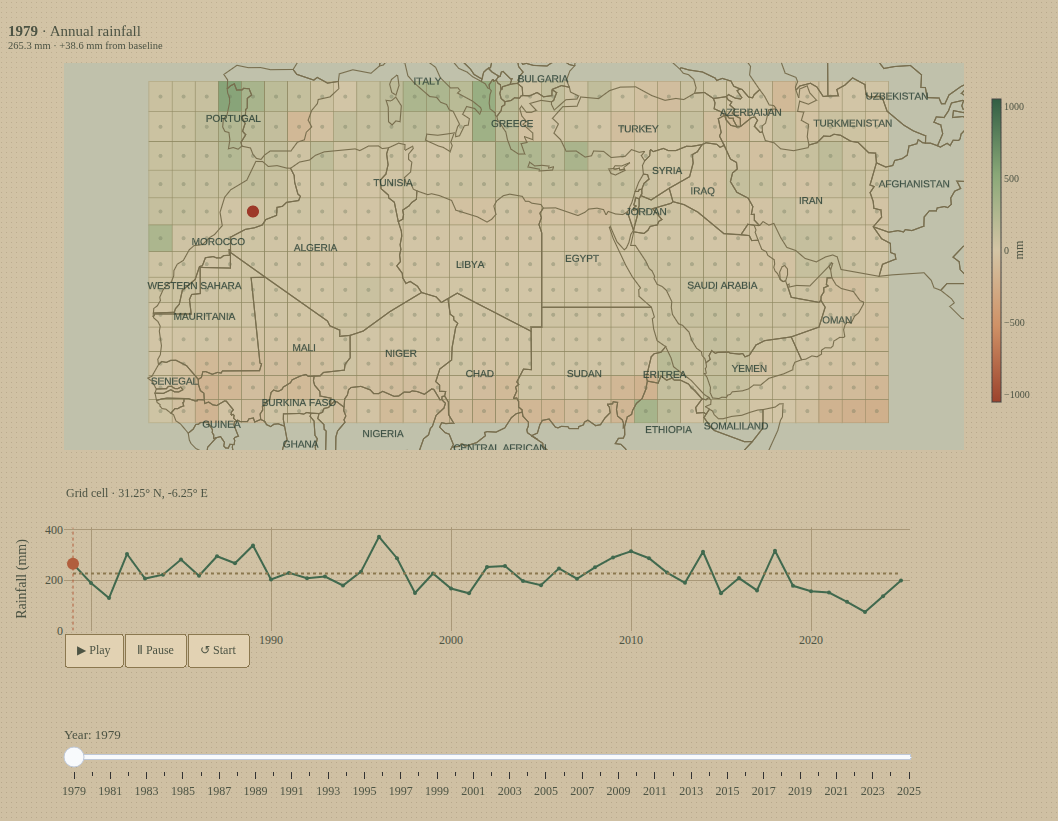 1979 · Annual rainfall
265.3 mm · +38.6 mm from baseline
ITALY
BULGARIA
UZBEKISTAN
PORTUGAL
GREECE
TURKEY
AZERBAIJAN
TURKMENISTAN
TUNISIA
SYRIA
IRAQ
IRAN
AFGHANISTAN
JORDAN
MOROCCO
ALGERIA
LIBYA
EGYPT
WESTERN SAHARA
SAUDI ARABIA
MAURITANIA
OMAN
MALI
NIGER
CHAD
SUDAN
ERITREA
YEMEN
SENEGAL
BURKINA FASO
GUINEA
NIGERIA
GHANA
ETHIOPIA
SOMALILAND
CENTRAL AFRICAN
1000
500
0
−500
−1000
mm
Grid cell · 31.25° N, -6.25° E
Rainfall (mm)
400
200
0
1990
2000
2010
2020
▶ Play
Ⅱ Pause
↺ Start
Year: 1979
1979 1981 1983 1985 1987 1989 1991 1993 1995 1997 1999 2001 2003 2005 2007 2009 2011 2013 2015 2017 2019 2021 2023 2025